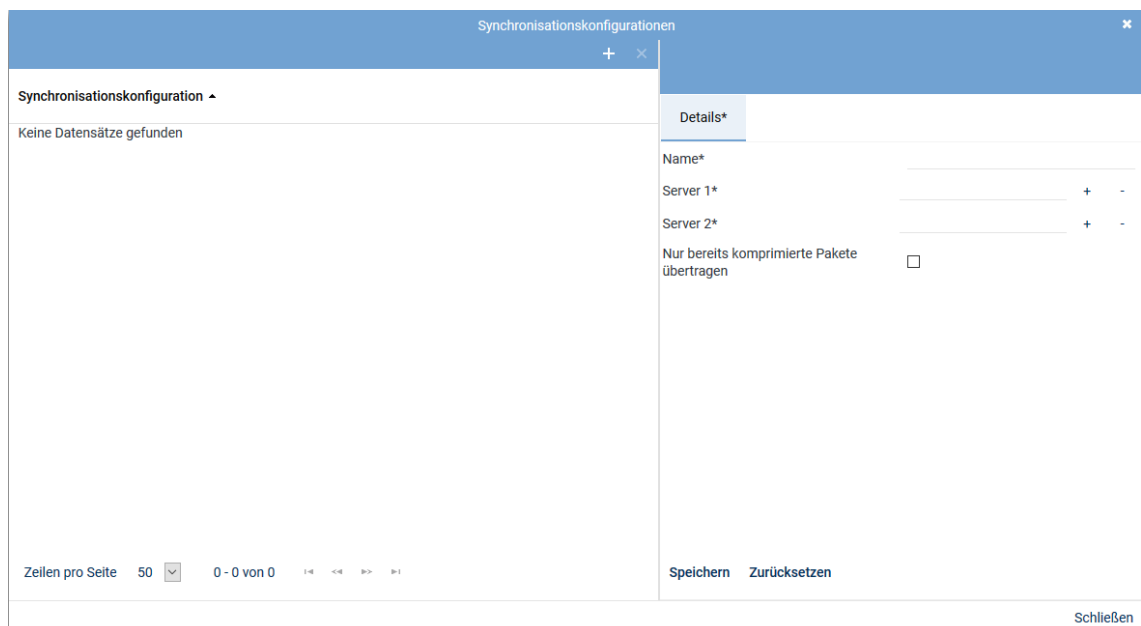 Synchronisationskonfigurationen
Synchronisationskonfiguration
Keine Datensätze gefunden
Details*
Name*
Server 1* + -
Server 2* + -
Nur bereits komprimierte Pakete
übertragen
Zeilen pro Seite 50 0 - 0 von 0
Speichern Zurücksetzen
Schließen